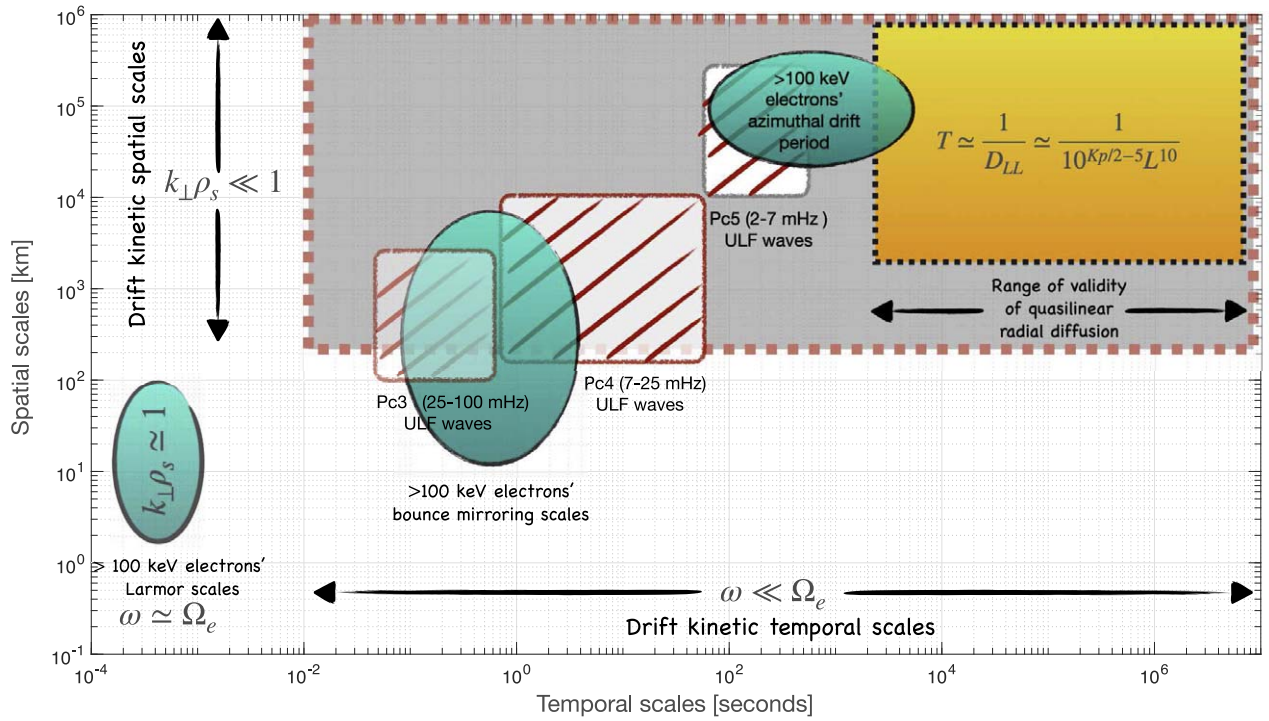 10^6
10^5
10^4
10^3
10^2
10^1
10^0
10^-1
Spatial scales [km]
Drift kinetic spatial scales
k⊥ρs ≪ 1
>100 keV
electrons’
azimuthal drift
period
T ≃ 1/D_LL ≃ 1/10^{Kp/2−5}L^{10}
Pc5 (2-7 mHz )
ULF waves
Range of validity
of quasilinear
radial diffusion
Pc4 (7-25 mHz)
ULF waves
Pc3 (25-100 mHz)
ULF waves
k⊥ρs ≃ 1
>100 keV electrons’
bounce mirroring scales
> 100 keV electrons’
Larmor scales
ω ≃ Ωe
ω ≪ Ωe
Drift kinetic temporal scales
10^-4
10^-2
10^0
10^2
10^4
10^6
Temporal scales [seconds]